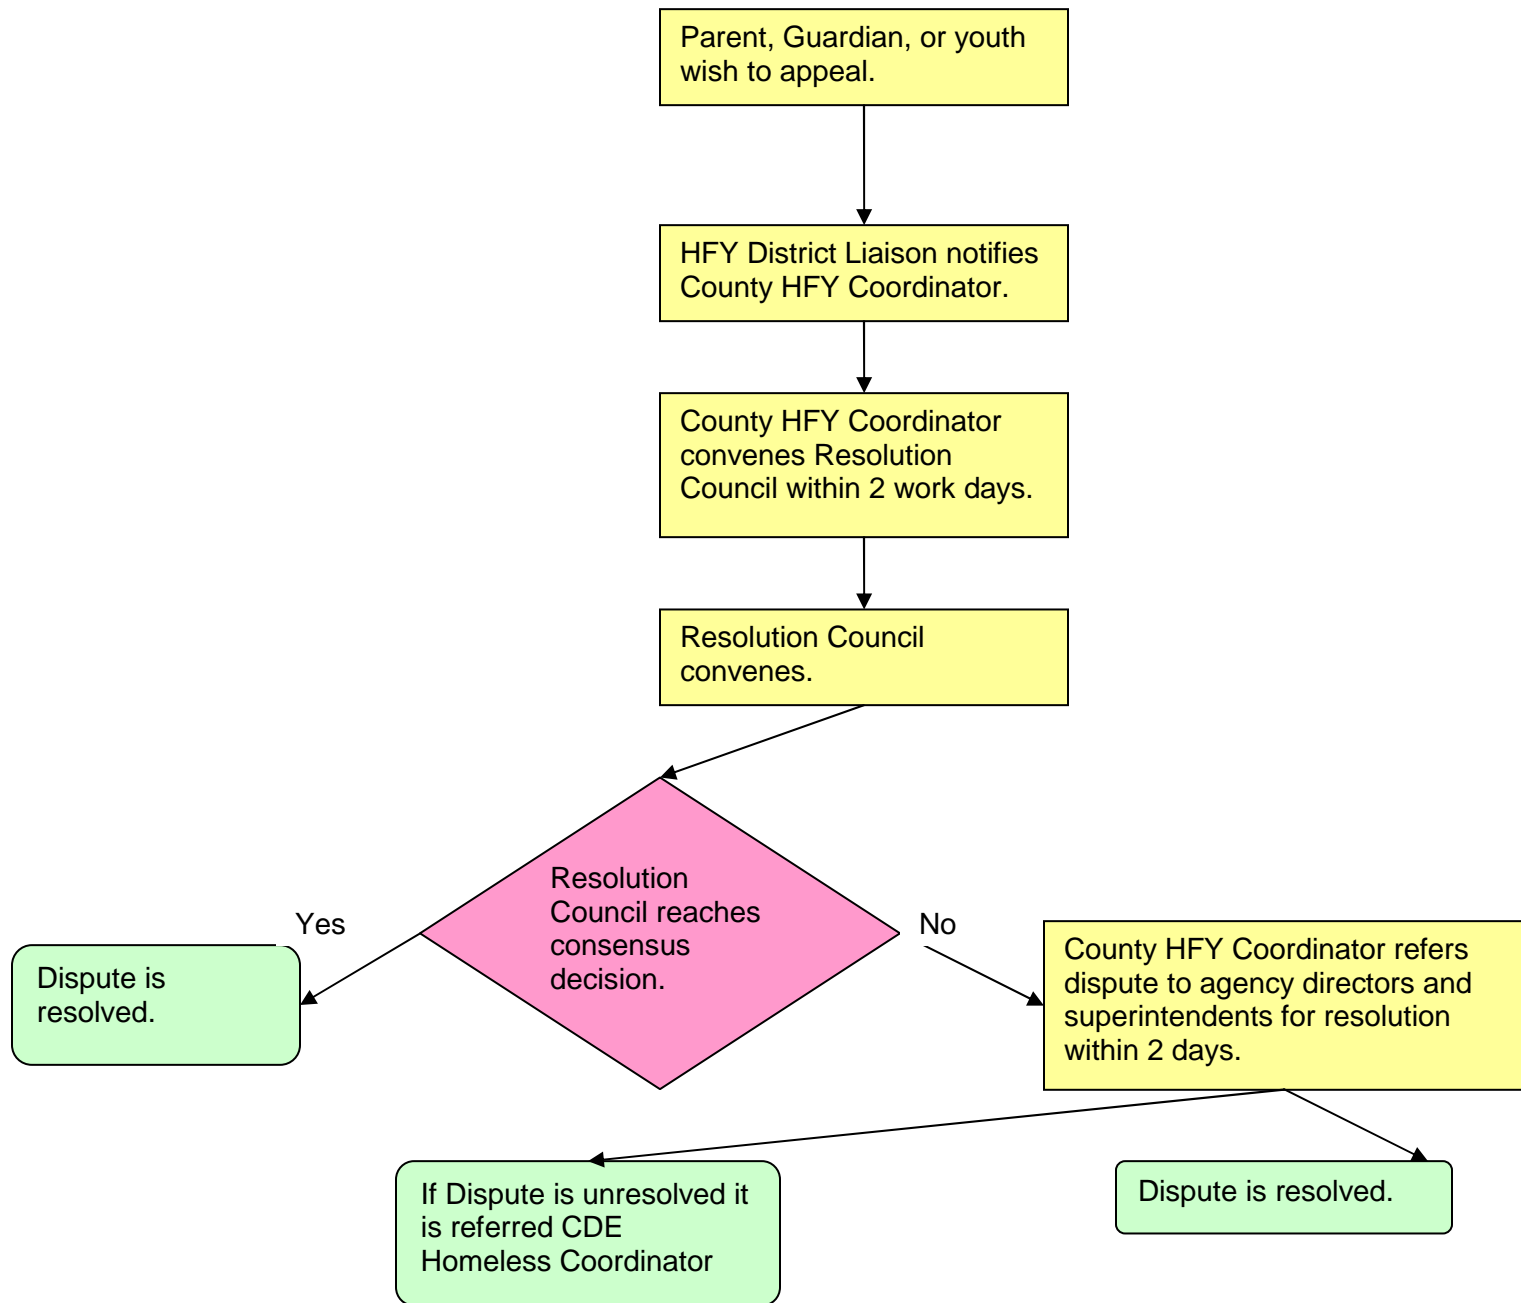 Parent, Guardian, or youth
wish to appeal.
HFY District Liaison notifies
County HFY Coordinator.
County HFY Coordinator
convenes Resolution
Council within 2 work days.
Resolution Council
convenes.
Resolution
Council reaches
consensus
decision.
Yes
No
Dispute is
resolved.
County HFY Coordinator refers
dispute to agency directors and
superintendents for resolution
within 2 days.
If Dispute is unresolved it
is referred CDE
Homeless Coordinator
Dispute is resolved.